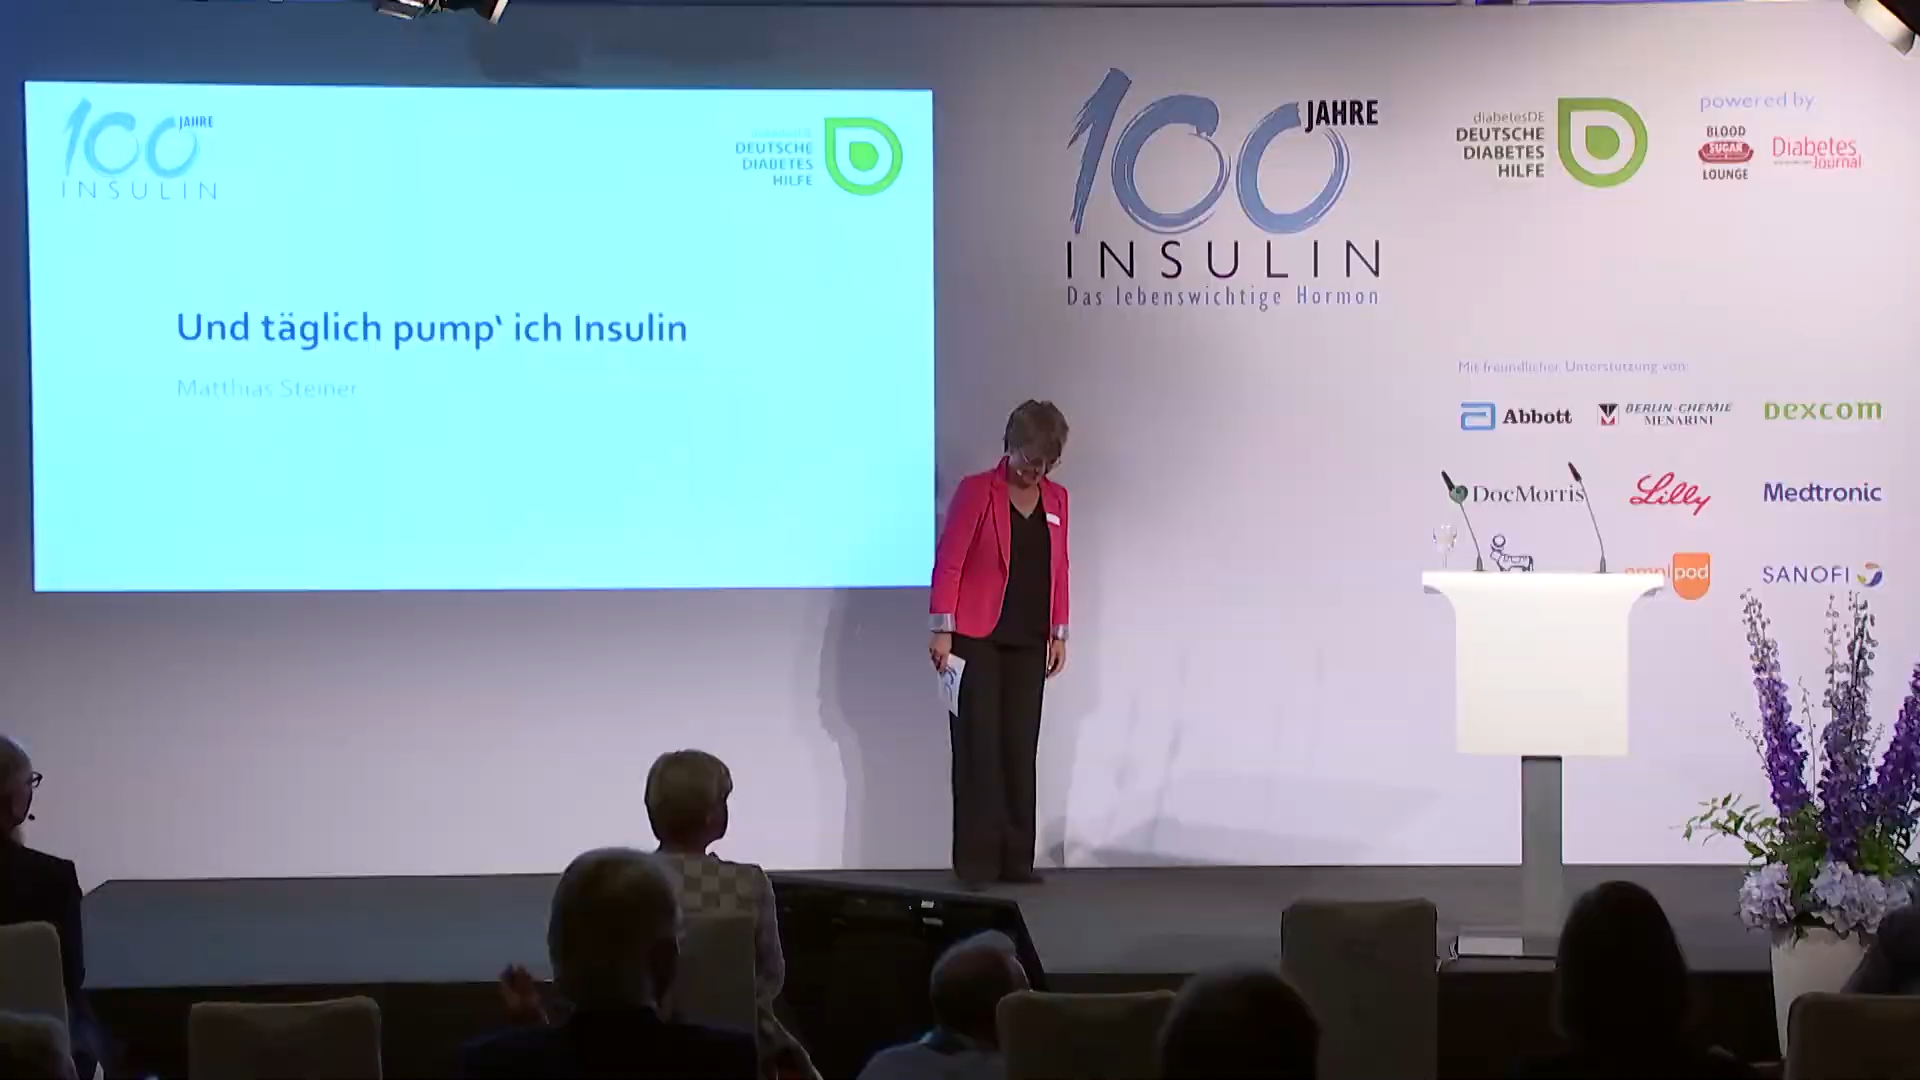 100 JAHRE
INSULIN
diabetesDE
DEUTSCHE
DIABETES
HILFE
Und täglich pump‘ ich Insulin
Matthias Steiner
100 JAHRE
INSULIN
Das lebenswichtige Hormon
diabetesDE
DEUTSCHE
DIABETES
HILFE
powered by
BLOOD
SUGAR
LOUNGE
Diabetes
Journal
Mit freundlicher Unterstützung von:
Abbott
BERLIN-CHEMIE
MENARINI
Dexcom
DocMorris
Lilly
Medtronic
omnipod
SANOFI